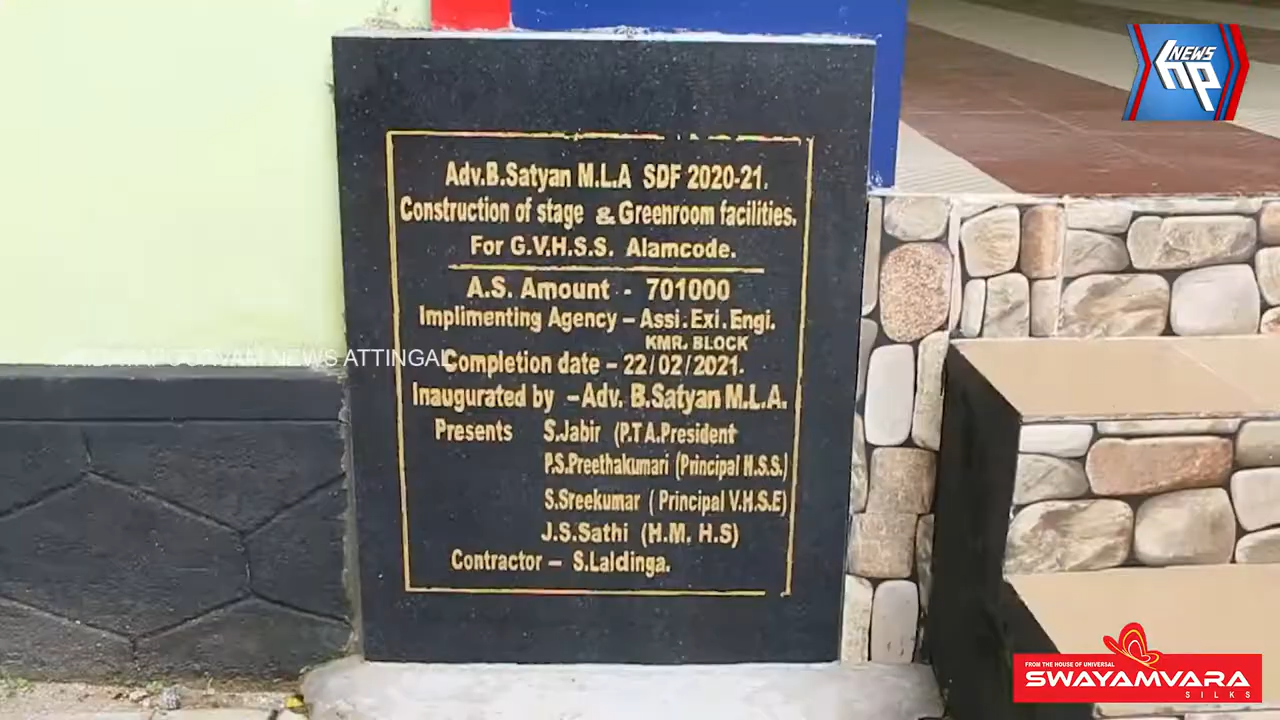 NEWS
hp
Adv.B.Satyan M.L.A SDF 2020-21.
Construction of stage & Greenroom facilities.
For G.V.H.S.S. Alamcode.
A.S. Amount - 701000
Implimenting Agency – Assi.Exi.Engi.
KMR. BLOCK
NEWS ATTINGAL
Completion date – 22/02/2021.
Inaugurated by – Adv. B.Satyan M.L.A.
Presents S.Jabir (P.T.A.President
P.S.Preethakumari (Principal H.S.S.)
S.Sreekumar ( Principal V.H.S.E)
J.S.Sathi (H.M. H.S)
Contractor – S.Laldinga.
FROM THE HOUSE OF UNIVERSAL
SWAYAMVARA
SILKS